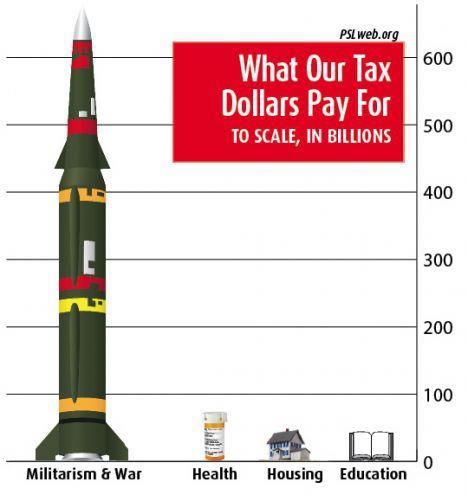 PSLweb.org
What Our Tax
Dollars Pay For
TO SCALE, IN BILLIONS
600
500
400
300
200
100
0
Militarism & War Health Housing Education